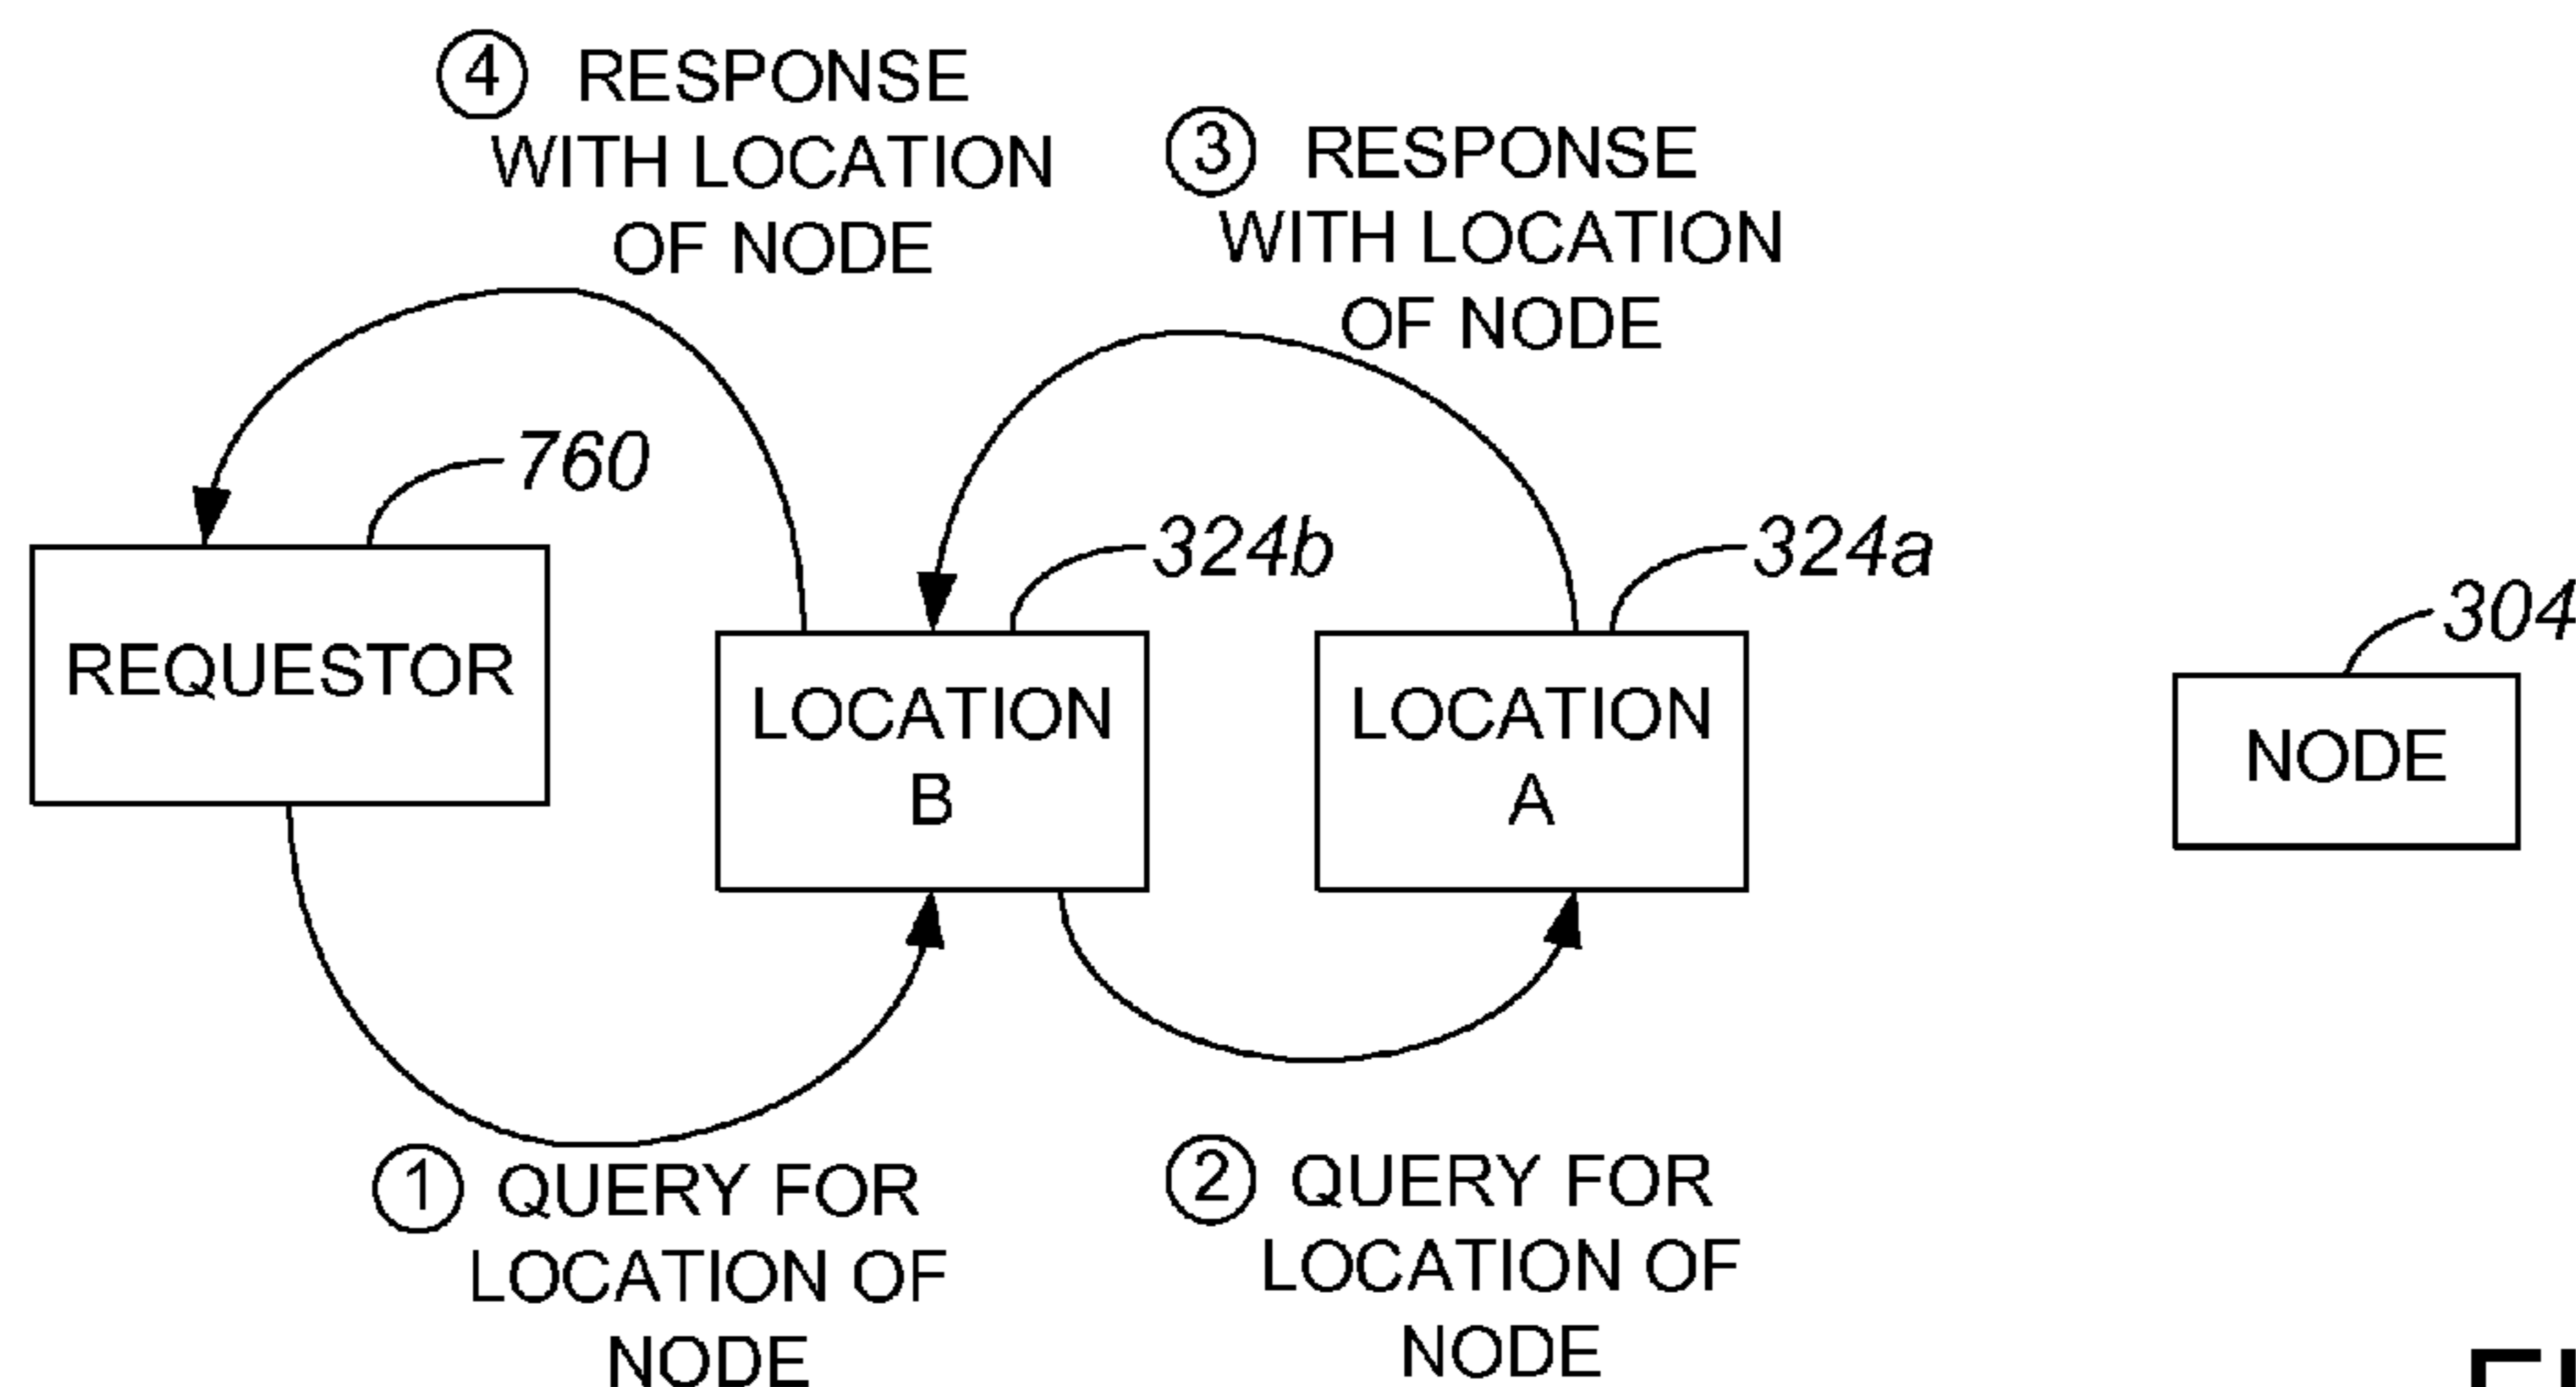 ④ RESPONSE
WITH LOCATION
OF NODE
③ RESPONSE
WITH LOCATION
OF NODE
760
324b
324a
304
REQUESTOR
LOCATION
B
LOCATION
A
NODE
① QUERY FOR
LOCATION OF
NODE
② QUERY FOR
LOCATION OF
NODE